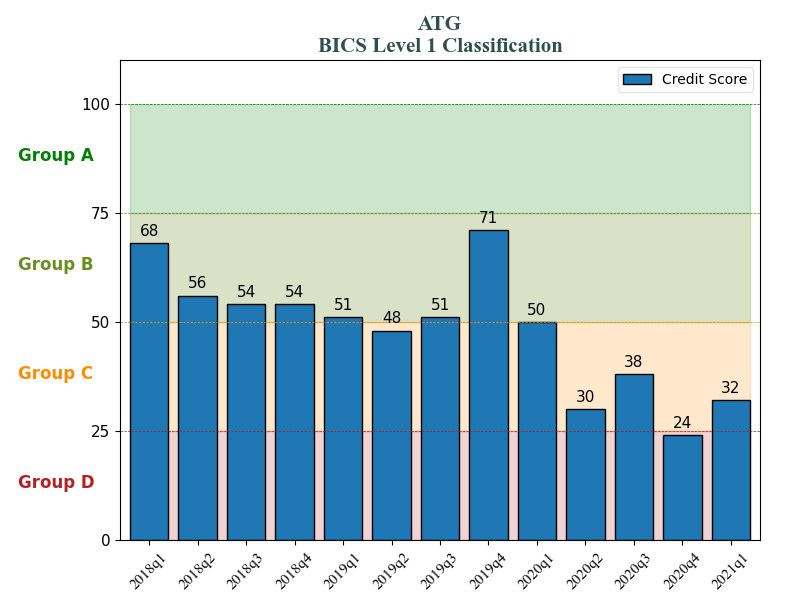 ATG
BICS Level 1 Classification
Credit Score
100
75
50
25
0
Group A
Group B
Group C
Group D
68
56
54
54
51
48
51
71
50
30
38
24
32
2018q1
2018q2
2018q3
2018q4
2019q1
2019q2
2019q3
2019q4
2020q1
2020q2
2020q3
2020q4
2021q1